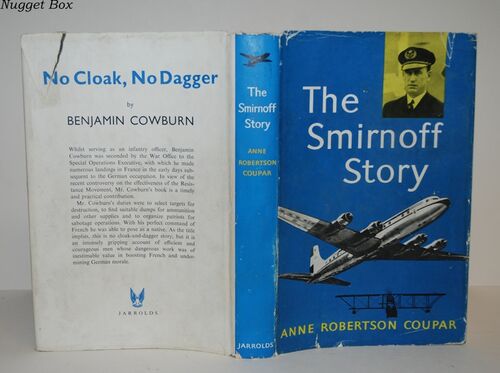 Nugget Box
No Cloak, No Dagger
by
BENJAMIN COWBURN
Whilst serving as an infantry officer, Benjamin
Cowburn was seconded by the War Office to the
Special Operations Executive, with which he made
numerous landings in France in the early days sub-
sequent to the German occupation. In view of the
recent controversy on the effectiveness of the Resis-
tance Movement, Mr. Cowburn's book is a timely
and practical contribution.
Mr. Cowburn's duties were to select targets for
destruction, to find suitable dumps for ammunition
and other supplies and to organize patriots for
sabotage operations. With his perfect command of
French he was able to pose as a native. As the title
implies, this is no cloak-and-dagger story, but it is
an intensely gripping account of efficient and
courageous men whose dangerous work was of
inestimable value in boosting French and under-
mining German morale.
JARROLDS
The
Smirnoff
Story
ANNE
ROBERTSON
COUPAR
JARROLDS
The
Smirnoff
Story
ANNE ROBERTSON COUPAR